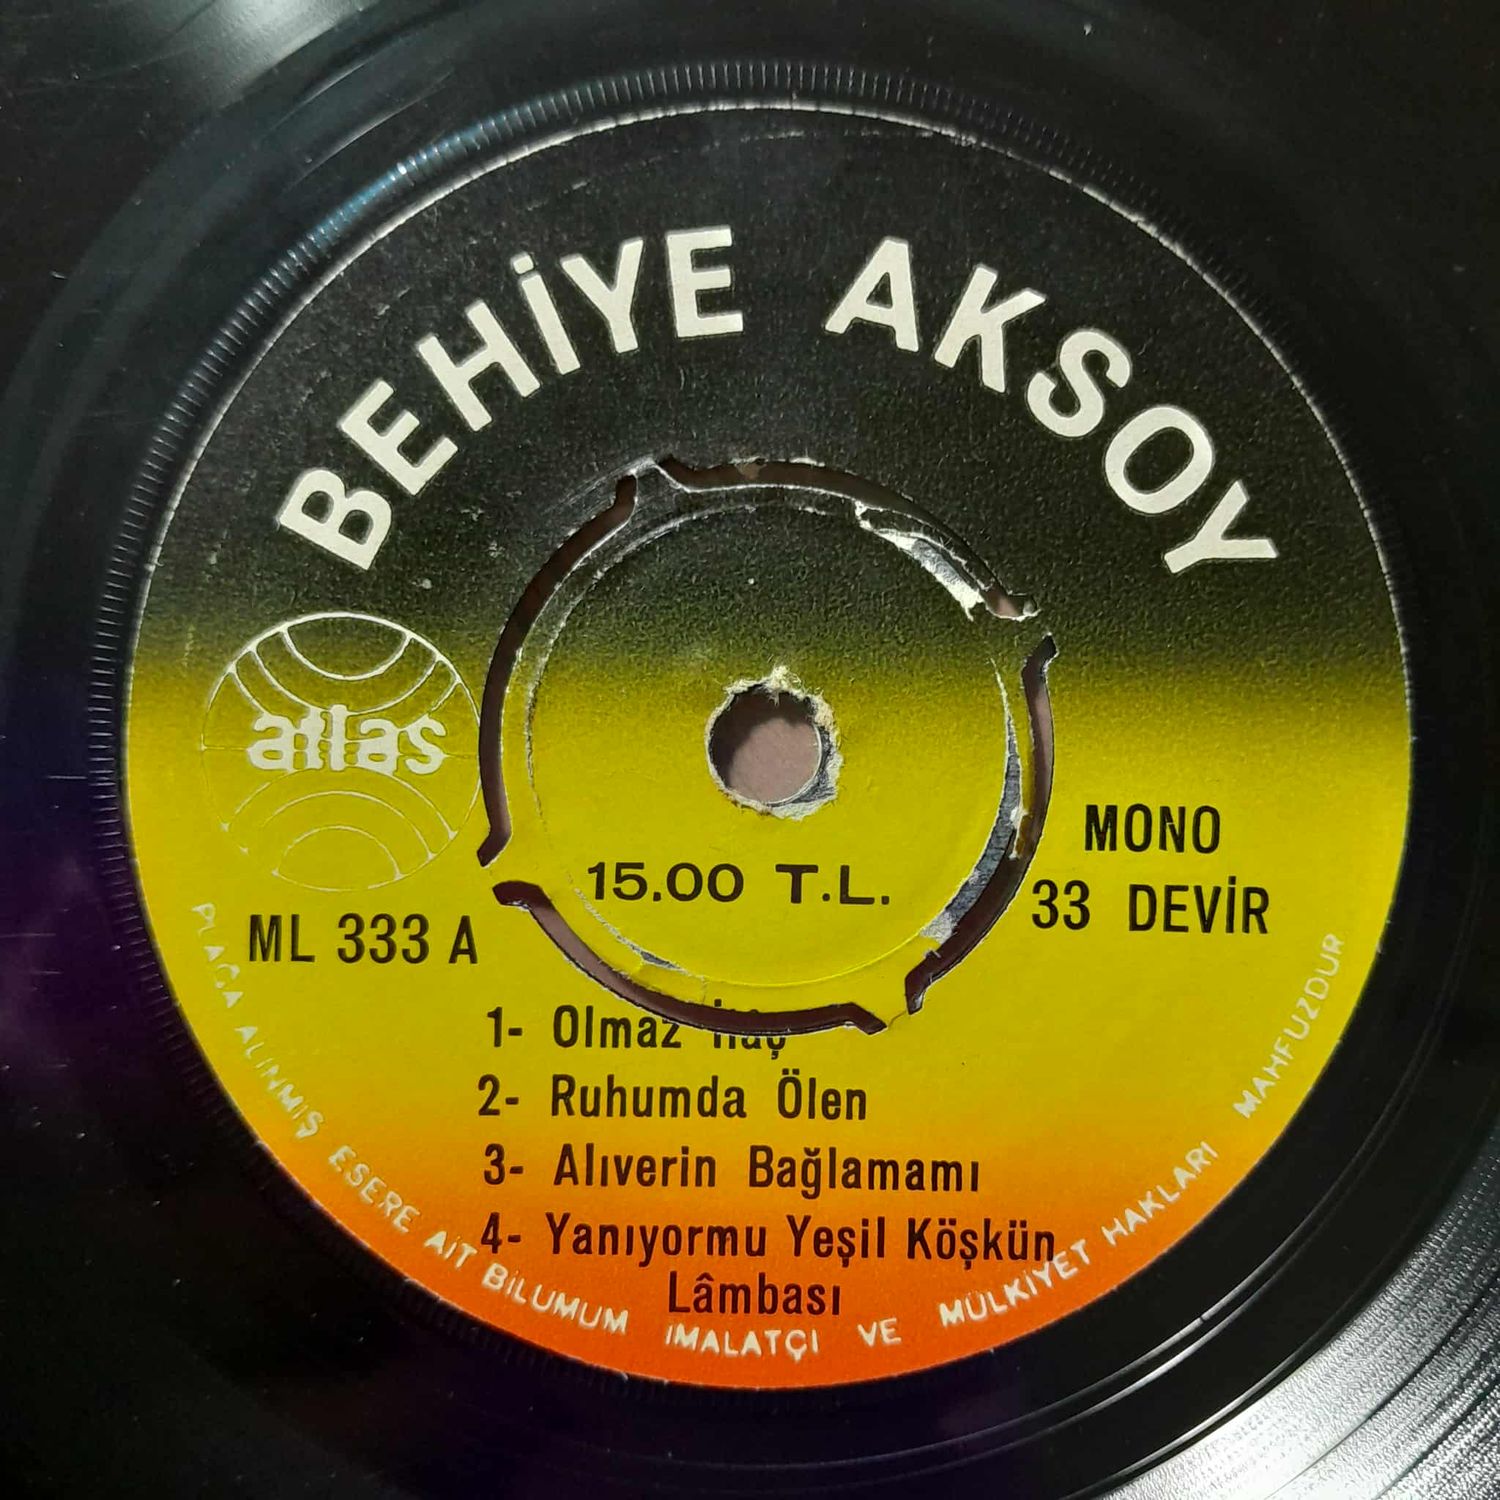 BEHİYE AKSOY
atlas
ML 333 A
15.00 T.L.
MONO
33 DEVİR
1- Olmaz İlaç
2- Ruhumda Ölen
3- Alıverin Bağlamamı
4- Yanıyormu Yeşil Köşkün
Lâmbası
PLAĞA ALINMIŞ ESERE AİT BİLUMUM İMALATÇI VE MÜLKİYET HAKLARI MAHFUZDUR